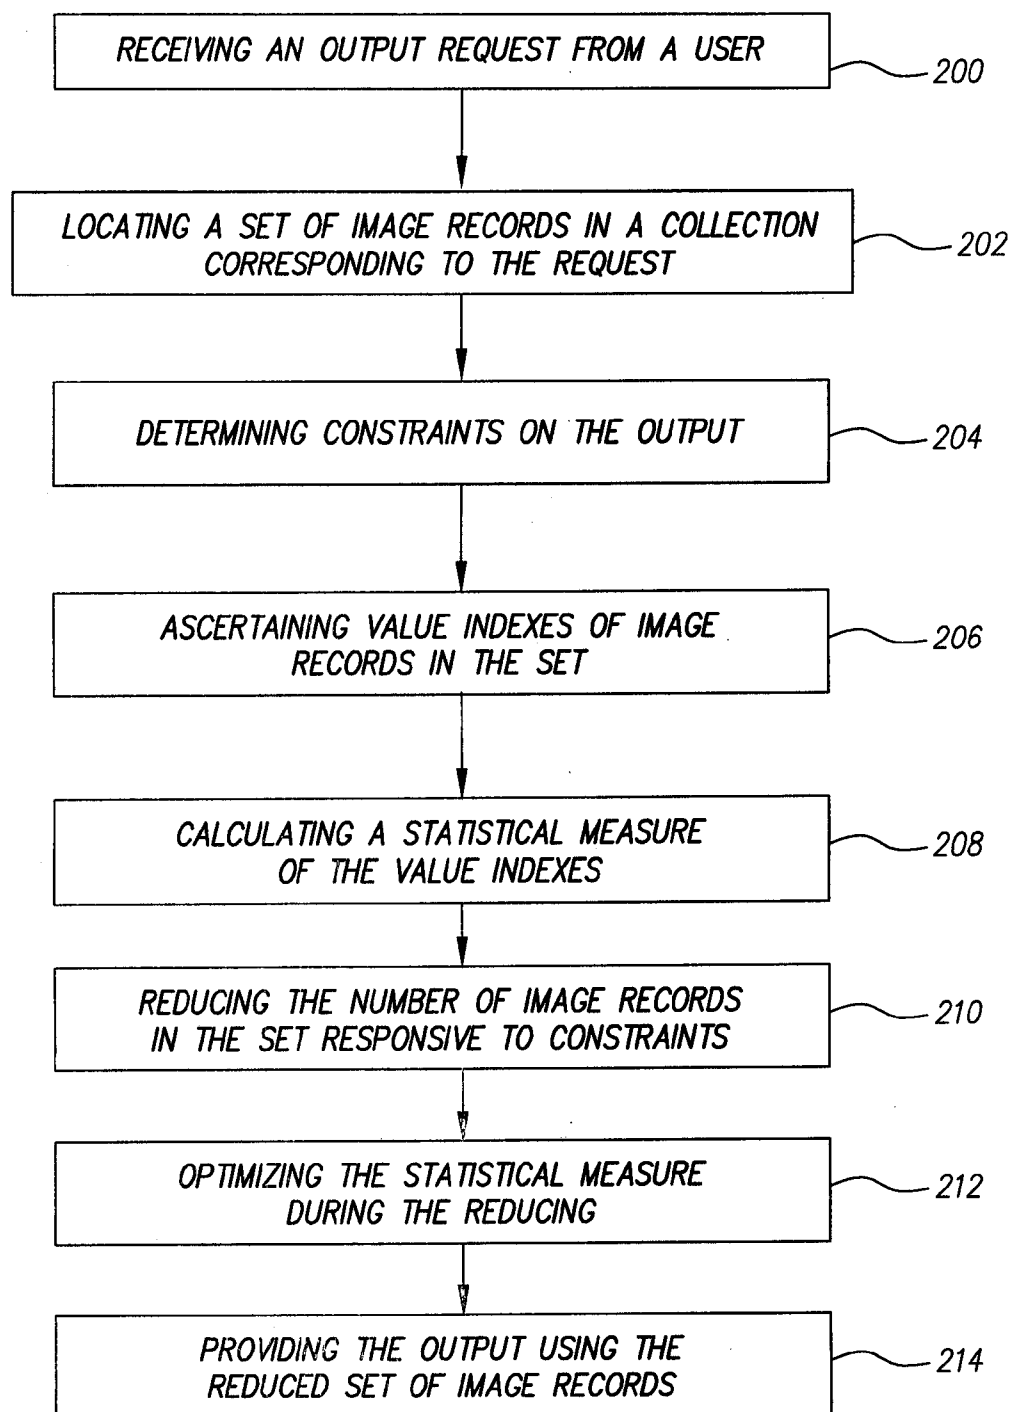 RECEIVING AN OUTPUT REQUEST FROM A USER
200
LOCATING A SET OF IMAGE RECORDS IN A COLLECTION
CORRESPONDING TO THE REQUEST
202
DETERMINING CONSTRAINTS ON THE OUTPUT
204
ASCERTAINING VALUE INDEXES OF IMAGE
RECORDS IN THE SET
206
CALCULATING A STATISTICAL MEASURE
OF THE VALUE INDEXES
208
REDUCING THE NUMBER OF IMAGE RECORDS
IN THE SET RESPONSIVE TO CONSTRAINTS
210
OPTIMIZING THE STATISTICAL MEASURE
DURING THE REDUCING
212
PROVIDING THE OUTPUT USING THE
REDUCED SET OF IMAGE RECORDS
214